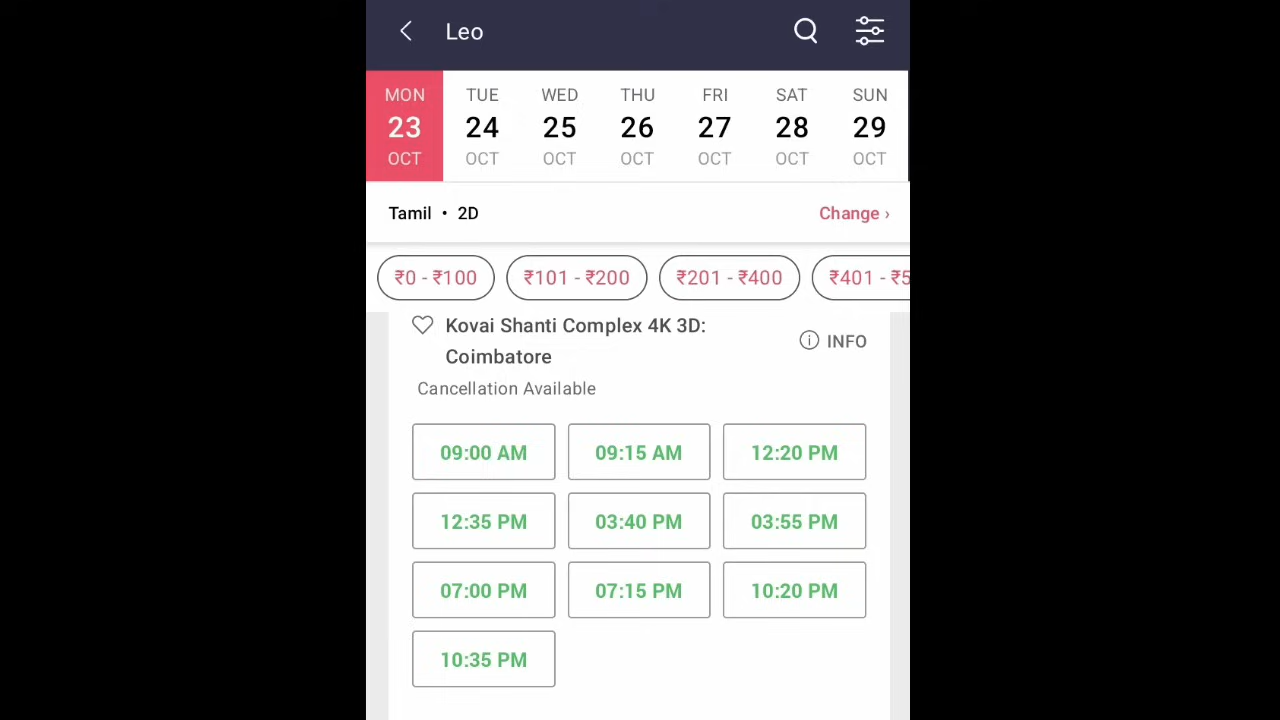 Leo
MON TUE WED THU FRI SAT SUN
23 24 25 26 27 28 29
OCT OCT OCT OCT OCT OCT OCT
Tamil • 2D Change ›
₹0 - ₹100 ₹101 - ₹200 ₹201 - ₹400 ₹401 - ₹5
Kovai Shanti Complex 4K 3D:
Coimbatore
INFO
Cancellation Available
09:00 AM 09:15 AM 12:20 PM
12:35 PM 03:40 PM 03:55 PM
07:00 PM 07:15 PM 10:20 PM
10:35 PM